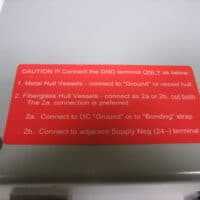 CAUTION !!! Connect the GND terminal ONLY as below:
1. Metal Hull Vessels - connect to "Ground" or vessel hull.
2. Fiberglass Hull Vessels - connect as 2a or 2b. (not both)
The 2a. connection is preferred
2a. Connect to DC "Ground" or to "Bonding" strap.
2b. Connect to adjacent Supply Neg (24-) terminal